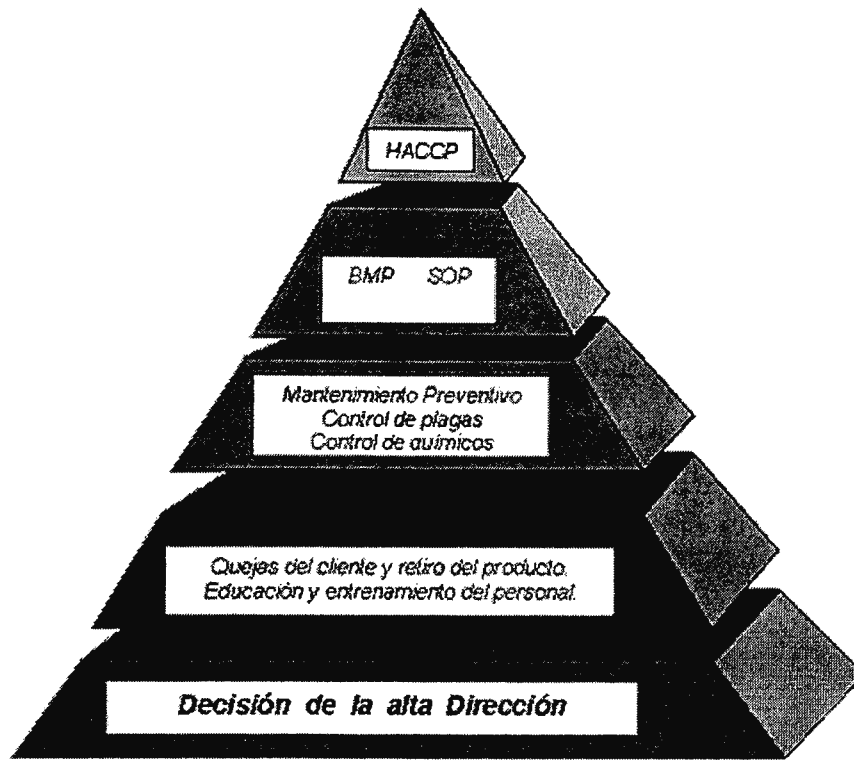 HACCP
BMP SOP
Mantenimiento Preventivo
Control de plagas
Control de químicos
Quejas del cliente y retiro del producto.
Educación y entrenamiento del personal.
Decisión de la alta Dirección